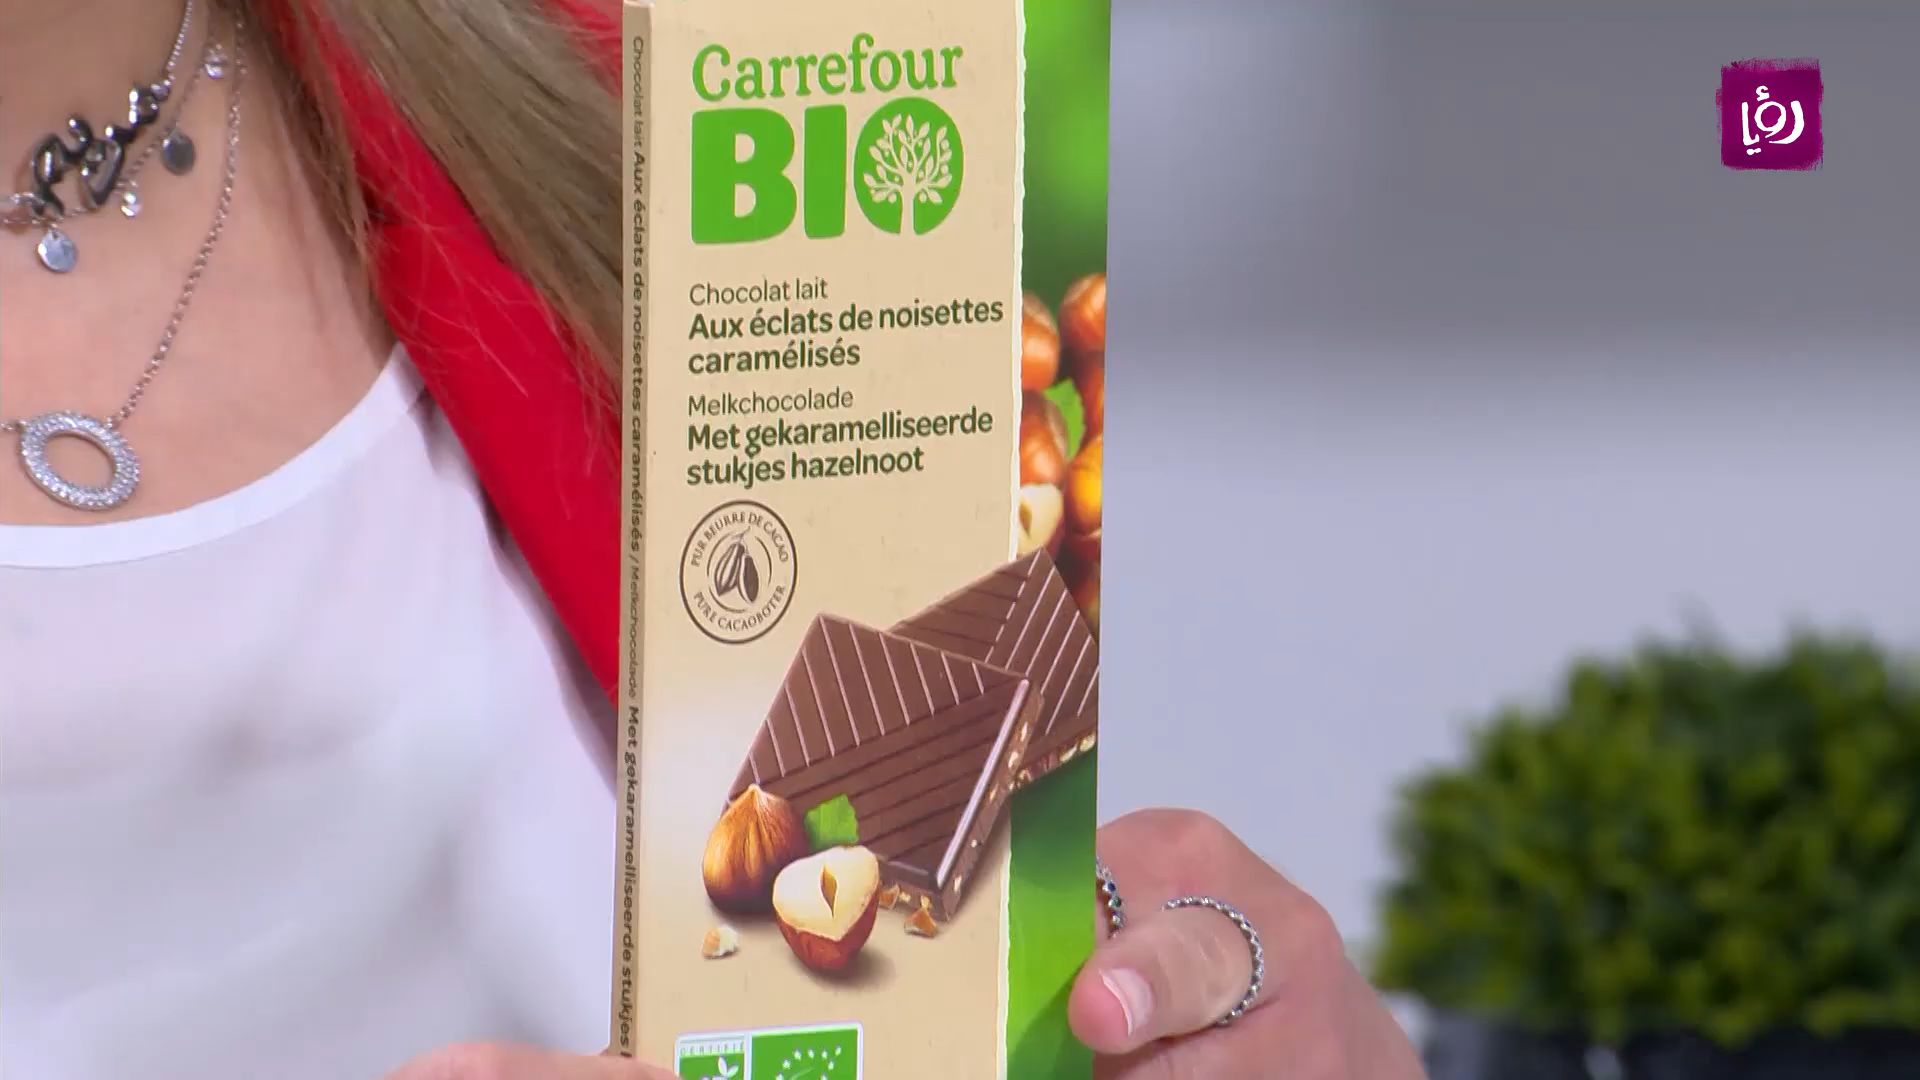 Carrefour
BIO
Chocolat lait
Aux éclats de noisettes
caramélisés
Melkchocolade
Met gekaramelliseerde
stukjes hazelnoot
PUR BEURRE DE CACAO
PURE CACAOBOTER
CERTIFIÉ
Chocolat lait Aux éclats de noisettes caramélisés / Melkchocolade Met gekaramelliseerde stukjes
رؤيا